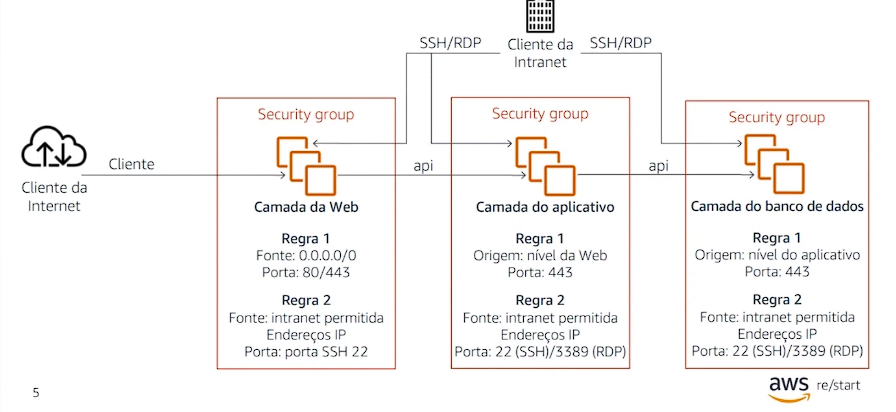 SSH/RDP
Cliente da
Intranet
SSH/RDP
Cliente da
Internet
Cliente
Security group
Camada da Web
Regra 1
Fonte: 0.0.0.0/0
Porta: 80/443
Regra 2
Fonte: intranet permitida
Endereços IP
Porta: porta SSH 22
api
Security group
Camada do aplicativo
Regra 1
Origem: nível da Web
Porta: 443
Regra 2
Fonte: intranet permitida
Endereços IP
Porta: 22 (SSH)/3389 (RDP)
api
Security group
Camada do banco de dados
Regra 1
Origem: nível do aplicativo
Porta: 443
Regra 2
Fonte: intranet permitida
Endereços IP
Porta: 22 (SSH)/3389 (RDP)
5
aws re/start